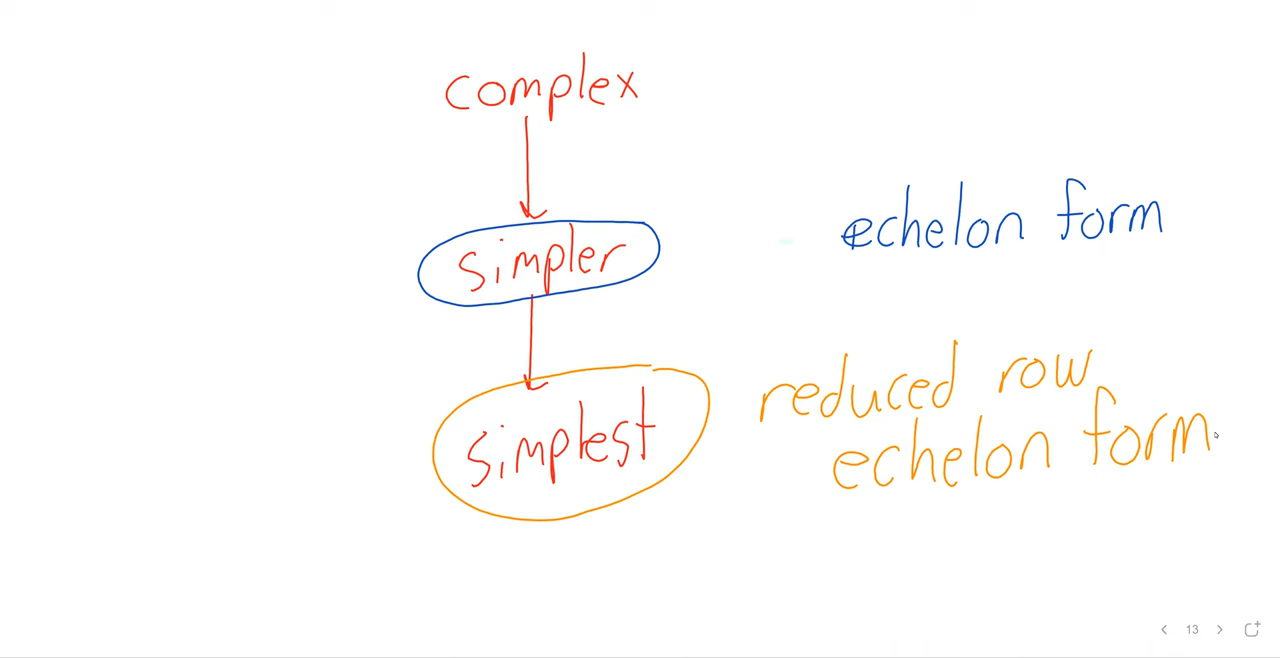 complex
simpler
echelon form
simplest
reduced row
echelon form
13